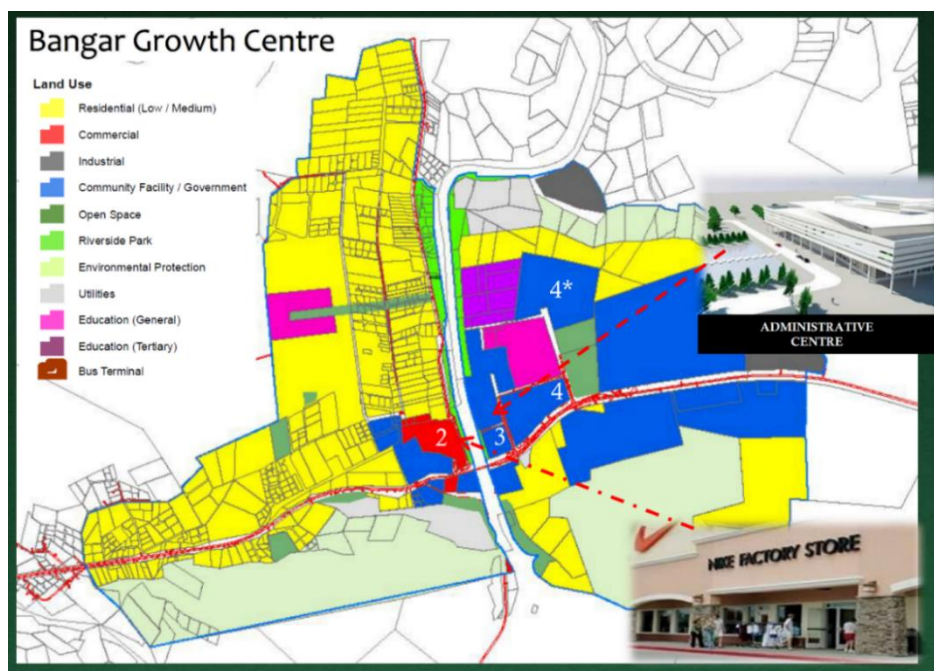 Bangar Growth Centre
Land Use
Residential (Low / Medium)
Commercial
Industrial
Community Facility / Government
Open Space
Riverside Park
Environmental Protection
Utilities
Education (General)
Education (Tertiary)
Bus Terminal
4*
4
2
3
ADMINISTRATIVE
CENTRE
NIKE FACTORY STORE